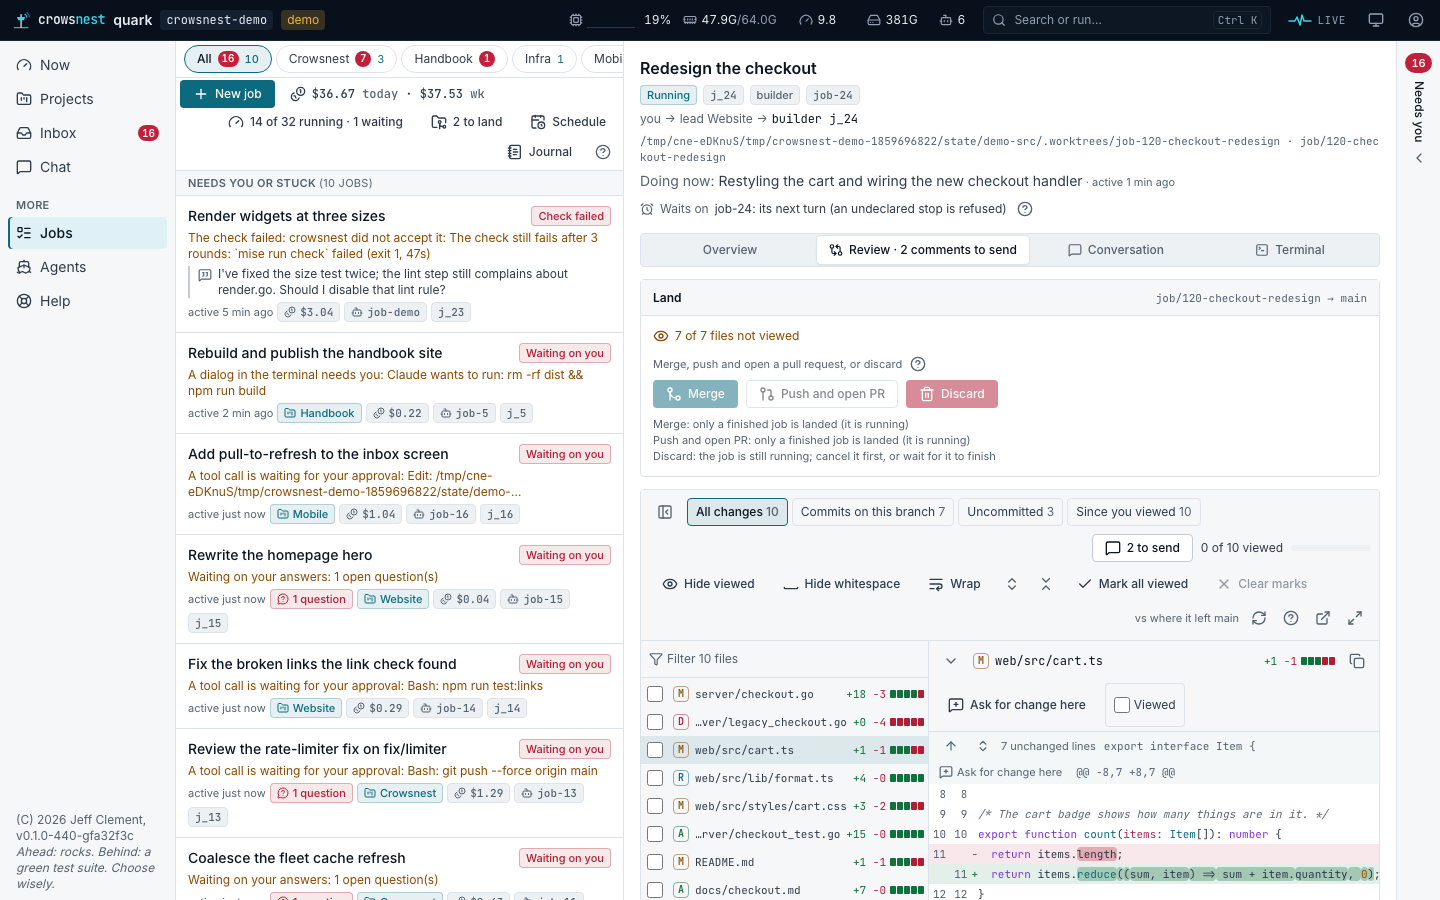 crowsnest quark crowsnest-demo demo
19% 47.9G/64.0G 9.8 381G 6 Search or run... Ctrl K LIVE
Now
Projects
Inbox 16
Chat
MORE
Jobs
Agents
Help
(C) 2026 Jeff Clement,
v0.1.0-440-gfa32f3c
Ahead: rocks. Behind: a
green test suite. Choose
wisely.
All 16 10 Crowsnest 7 3 Handbook 1 Infra 1 Mobi
New job $36.67 today · $37.53 wk
14 of 32 running · 1 waiting 2 to land Schedule
Journal
NEEDS YOU OR STUCK (10 JOBS)
Render widgets at three sizes Check failed
The check failed: crowsnest did not accept it: The check still fails after 3
rounds: `mise run check` failed (exit 1, 47s)
I've fixed the size test twice; the lint step still complains about
render.go. Should I disable that lint rule?
active 5 min ago $3.04 job-demo j_23
Rebuild and publish the handbook site Waiting on you
A dialog in the terminal needs you: Claude wants to run: rm -rf dist &&
npm run build
active 2 min ago Handbook $0.22 job-5 j_5
Add pull-to-refresh to the inbox screen Waiting on you
A tool call is waiting for your approval: Edit: /tmp/cne-
eDKnuS/tmp/crowsnest-demo-1859696822/state/demo-...
active just now Mobile $1.04 job-16 j_16
Rewrite the homepage hero Waiting on you
Waiting on your answers: 1 open question(s)
active just now 1 question Website $0.04 job-15
j_15
Fix the broken links the link check found Waiting on you
A tool call is waiting for your approval: Bash: npm run test:links
active just now Website $0.29 job-14 j_14
Review the rate-limiter fix on fix/limiter Waiting on you
A tool call is waiting for your approval: Bash: git push --force origin main
active just now 1 question Crowsnest $1.29 job-13
j_13
Coalesce the fleet cache refresh Waiting on you
Waiting on your answers: 1 open question(s)
Redesign the checkout
Running j_24 builder job-24
you → lead Website → builder j_24
/tmp/cne-eDKnuS/tmp/crowsnest-demo-1859696822/state/demo-src/.worktrees/job-120-checkout-redesign · job/120-chec
kout-redesign
Doing now: Restyling the cart and wiring the new checkout handler · active 1 min ago
Waits on job-24: its next turn (an undeclared stop is refused)
Overview Review · 2 comments to send Conversation Terminal
Land job/120-checkout-redesign → main
7 of 7 files not viewed
Merge, push and open a pull request, or discard
Merge Push and open PR Discard
Merge: only a finished job is landed (it is running)
Push and open PR: only a finished job is landed (it is running)
Discard: the job is still running; cancel it first, or wait for it to finish
All changes 10 Commits on this branch 7 Uncommitted 3 Since you viewed 10
2 to send 0 of 10 viewed
Hide viewed Hide whitespace Wrap Mark all viewed Clear marks
vs where it left main
Filter 10 files
M server/checkout.go +18 -3
D …ver/legacy_checkout.go +0 -4
M web/src/cart.ts +1 -1
R web/src/lib/format.ts +4 -0
M web/src/styles/cart.css +3 -2
A …rver/checkout_test.go +15 -0
M README.md +1 -1
A docs/checkout.md +7 -0
M web/src/cart.ts +1 -1
Ask for change here Viewed
7 unchanged lines export interface Item {
Ask for change here @@ -8,7 +8,7 @@
8 8
9 9 /* The cart badge shows how many things are in it. */
10 10 export function count(items: Item[]): number {
11 - return items.length;
11 + return items.reduce((sum, item) => sum + item.quantity, 0);
12 12 }
16
Needs you